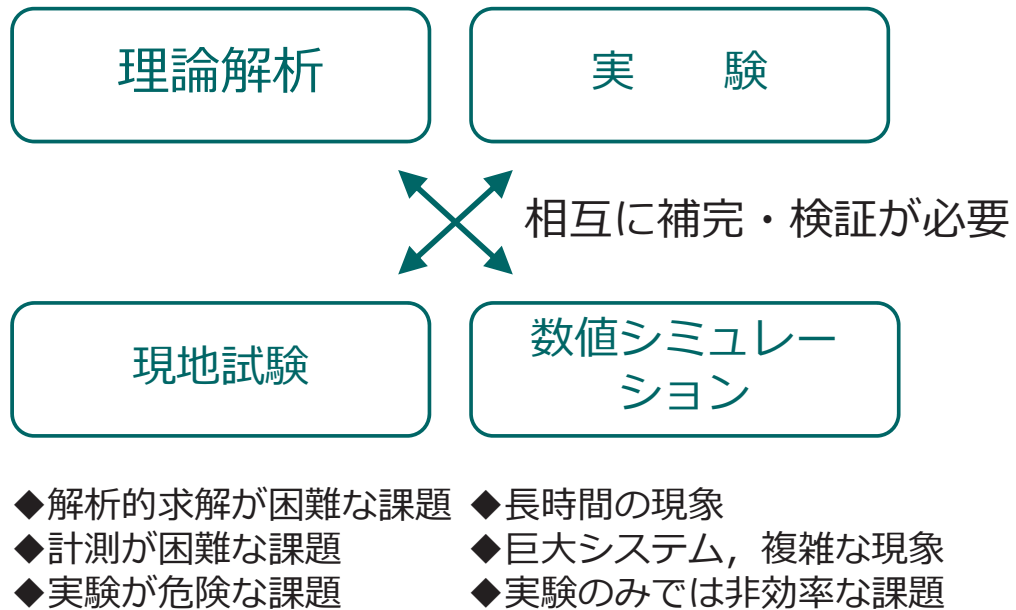 理論解析
実　験
相互に補完・検証が必要
現地試験
数値シミュレー
ション
◆解析的求解が困難な課題
◆計測が困難な課題
◆実験が危険な課題
◆長時間の現象
◆巨大システム，複雑な現象
◆実験のみでは非効率な課題